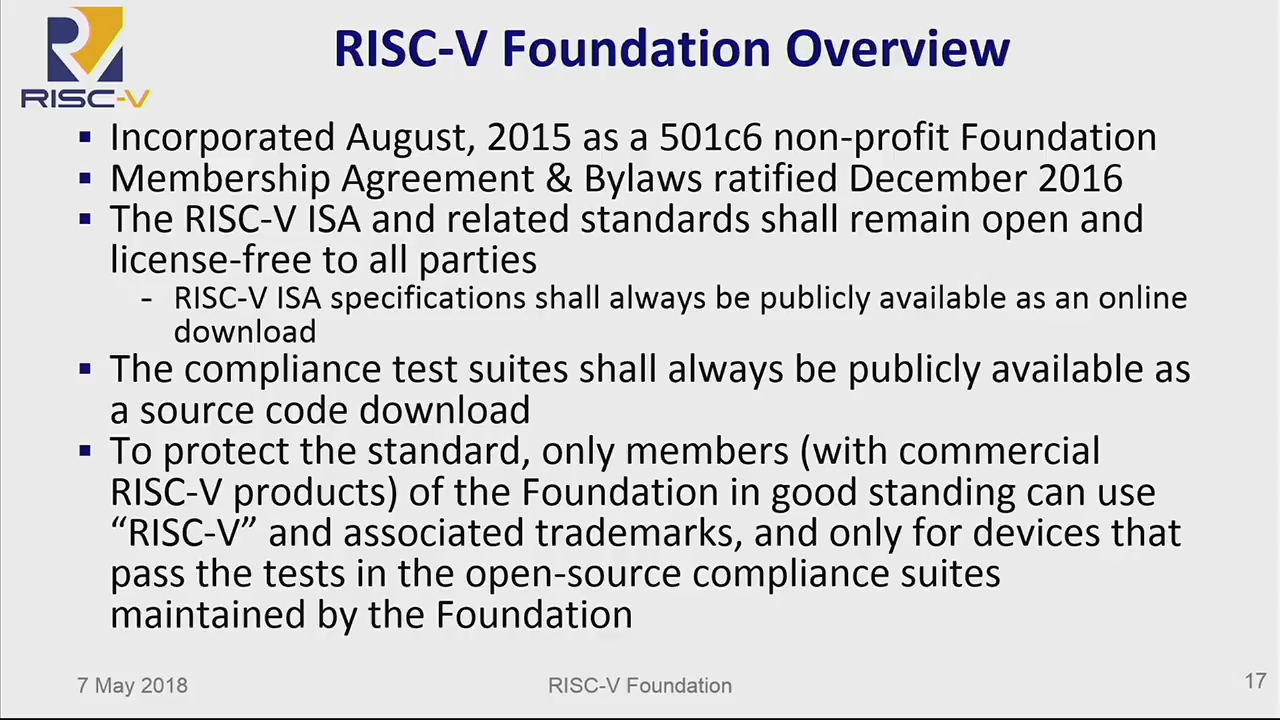 RISC-V
RISC-V Foundation Overview
▪ Incorporated August, 2015 as a 501c6 non-profit Foundation
▪ Membership Agreement & Bylaws ratified December 2016
▪ The RISC-V ISA and related standards shall remain open and
license-free to all parties
- RISC-V ISA specifications shall always be publicly available as an online
download
▪ The compliance test suites shall always be publicly available as
a source code download
▪ To protect the standard, only members (with commercial
RISC-V products) of the Foundation in good standing can use
“RISC-V” and associated trademarks, and only for devices that
pass the tests in the open-source compliance suites
maintained by the Foundation
7 May 2018
RISC-V Foundation
17